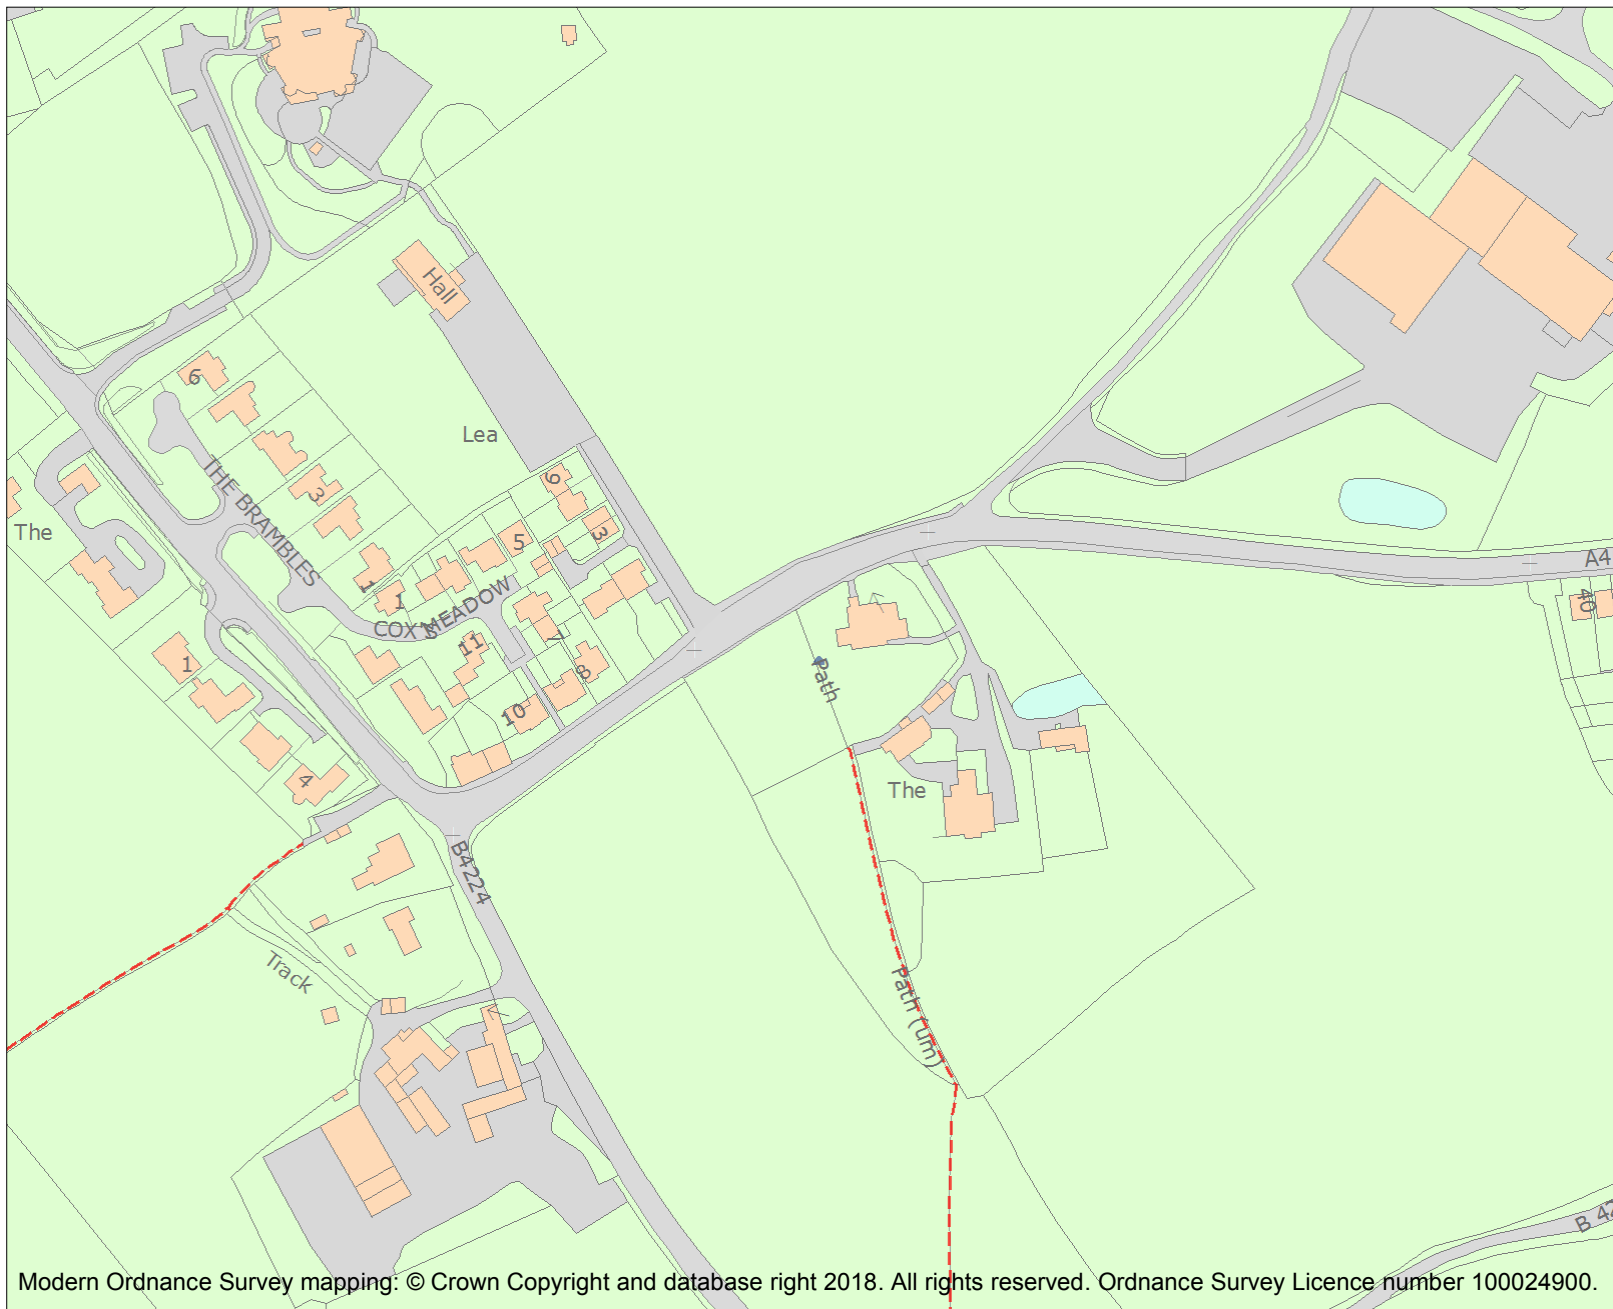 Hall
6
Lea
THE BRAMBLES
3
The
9
5
3
1
1
COX'S MEADOW
11
7
8
10
1
4
A4
40
Path
The
B4224
Track
Path (um)
B 42
Modern Ordnance Survey mapping: © Crown Copyright and database right 2018. All rights reserved. Ordnance Survey Licence number 100024900.